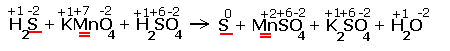 +1 -2 +1+7 -2 +1+6-2 0 +2+6-2 +1+6-2 +1 -2
H₂S + KMnO₄ + H₂SO₄ → S + MnSO₄ + K₂SO₄ + H₂O